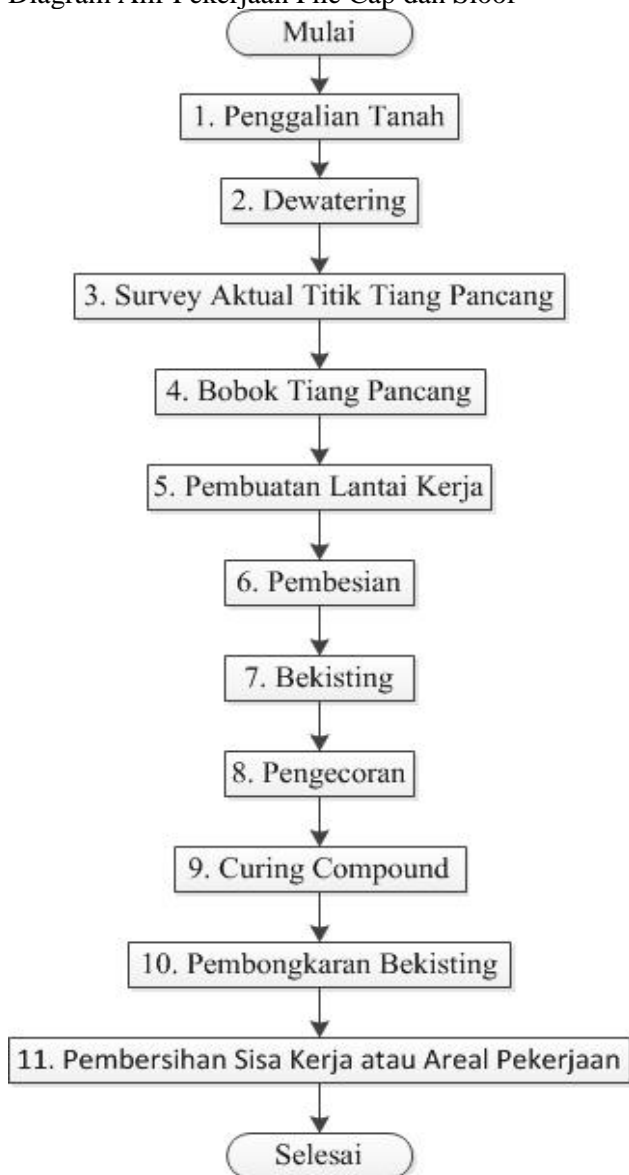 Diagram Alir Pekerjaan Pile Cap dan Sloof
Mulai
1. Penggalian Tanah
2. Dewatering
3. Survey Aktual Titik Tiang Pancang
4. Bobok Tiang Pancang
5. Pembuatan Lantai Kerja
6. Pembesian
7. Bekisting
8. Pengecoran
9. Curing Compound
10. Pembongkaran Bekisting
11. Pembersihan Sisa Kerja atau Areal Pekerjaan
Selesai